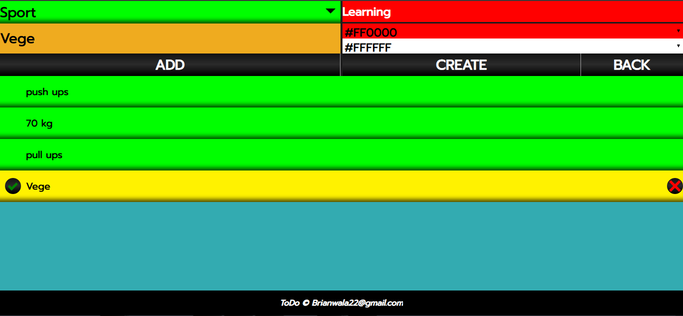 Sport
Learning
Vege
#FF0000
#FFFFFF
ADD CREATE BACK
push ups
70 kg
pull ups
Vege
ToDo © Brianwala22@gmail.com